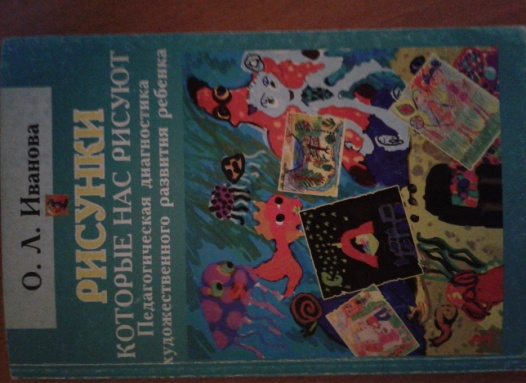 О. Л. Иванова
РИСУНКИ
КОТОРЫЕ НАС РИСУЮТ
Педагогическая диагностика
художественного развития ребенка